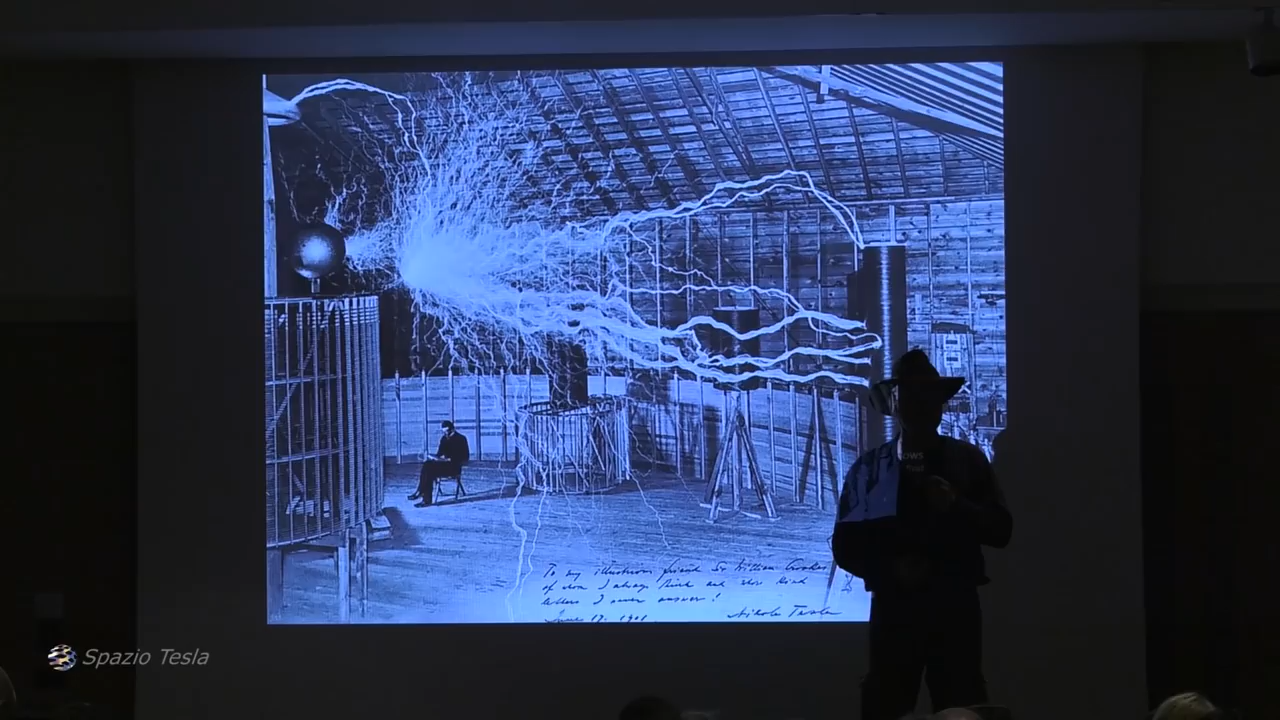 To my illustrious friend Sir William Crookes
of whom I always think and whose kind
letters I never answer!
June 17, 1901 Nikola Tesla
Spazio Tesla